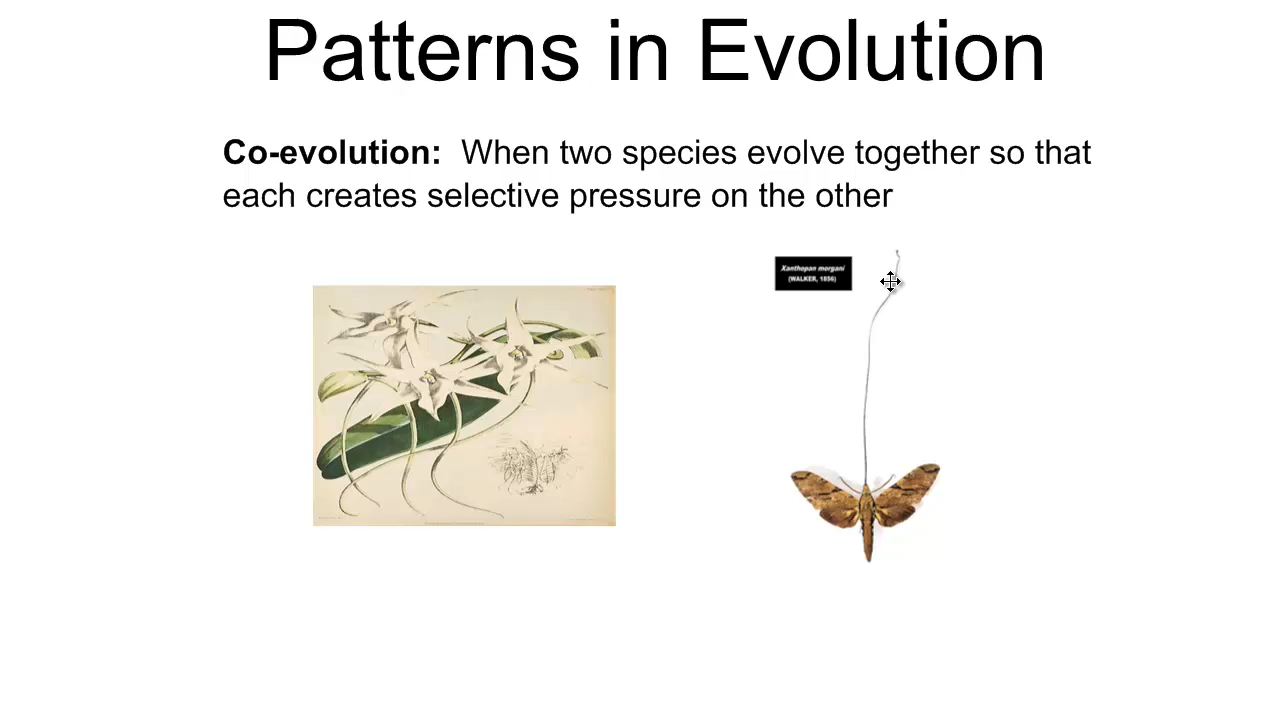 Patterns in Evolution
Co-evolution: When two species evolve together so that
each creates selective pressure on the other
Xanthopan morgani
(WALKER, 1856)